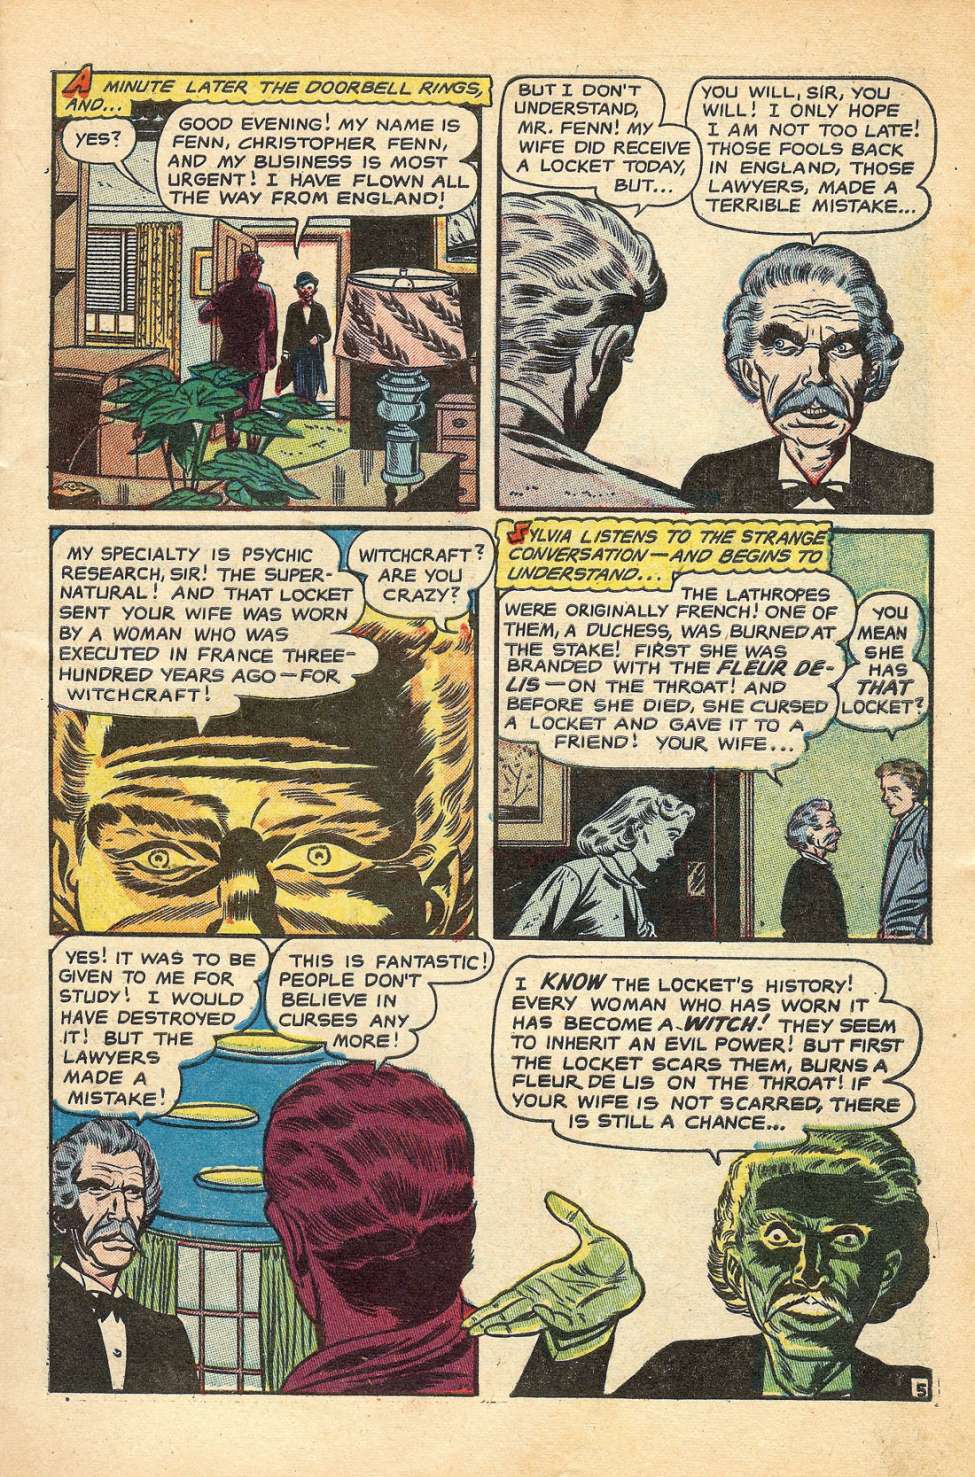 A MINUTE LATER THE DOORBELL RINGS,
AND...
YES?
GOOD EVENING! MY NAME IS
FENN, CHRISTOPHER FENN,
AND MY BUSINESS IS MOST
URGENT! I HAVE FLOWN ALL
THE WAY FROM ENGLAND!
BUT I DON'T
UNDERSTAND,
MR. FENN! MY
WIFE DID RECEIVE
A LOCKET TODAY,
BUT...
YOU WILL, SIR, YOU
WILL! I ONLY HOPE
I AM NOT TOO LATE!
THOSE FOOLS BACK
IN ENGLAND, THOSE
LAWYERS, MADE A
TERRIBLE MISTAKE...
MY SPECIALTY IS PSYCHIC
RESEARCH, SIR! THE SUPER-
NATURAL! AND THAT LOCKET
SENT YOUR WIFE WAS WORN
BY A WOMAN WHO WAS
EXECUTED IN FRANCE THREE-
HUNDRED YEARS AGO—FOR
WITCHCRAFT!
WITCHCRAFT?
ARE YOU
CRAZY?
SYLVIA LISTENS TO THE STRANGE
CONVERSATION—AND BEGINS TO
UNDERSTAND...
THE LATHROPES
WERE ORIGINALLY FRENCH! ONE OF
THEM, A DUCHESS, WAS BURNED AT
THE STAKE! FIRST SHE WAS
BRANDED WITH THE FLEUR DE-
LIS—ON THE THROAT! AND
BEFORE SHE DIED, SHE CURSED
A LOCKET AND GAVE IT TO A
FRIEND! YOUR WIFE...
YOU
MEAN
SHE
HAS
THAT
LOCKET?
YES! IT WAS TO BE
GIVEN TO ME FOR
STUDY! I WOULD
HAVE DESTROYED
IT! BUT THE
LAWYERS
MADE A
MISTAKE!
THIS IS FANTASTIC!
PEOPLE DON'T
BELIEVE IN
CURSES ANY
MORE!
I KNOW THE LOCKET'S HISTORY!
EVERY WOMAN WHO HAS WORN IT
HAS BECOME A WITCH! THEY SEEM
TO INHERIT AN EVIL POWER! BUT FIRST
THE LOCKET SCARS THEM, BURNS A
FLEUR DE LIS ON THE THROAT! IF
YOUR WIFE IS NOT SCARRED, THERE
IS STILL A CHANCE...
5